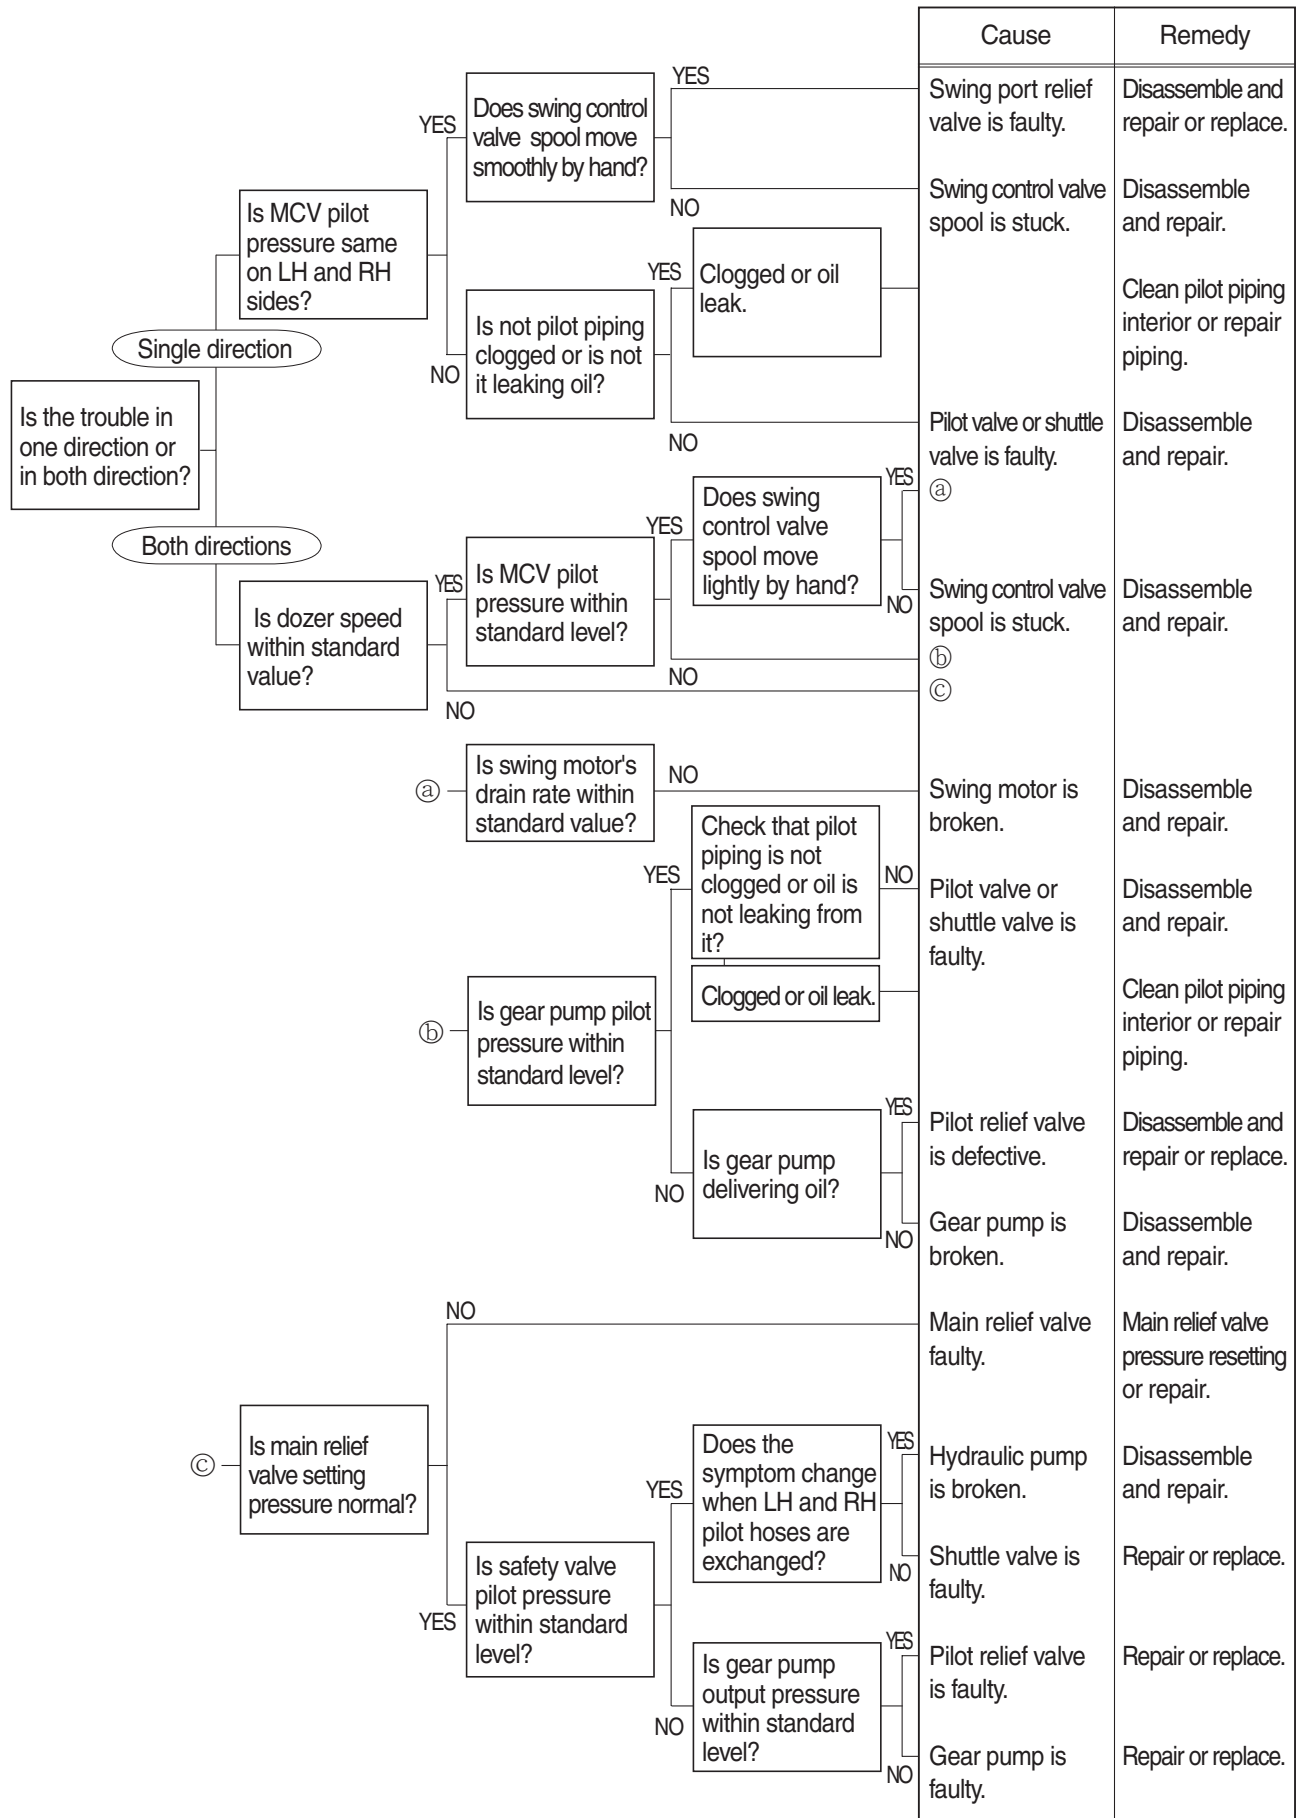 Cause
Remedy
YES
Does swing control
valve spool move
smoothly by hand?
YES
Swing port relief
valve is faulty.
Disassemble and
repair or replace.
NO
Swing control valve
spool is stuck.
Disassemble
and repair.
Is MCV pilot
pressure same
on LH and RH
sides?
Single direction
NO
Is not pilot piping
clogged or is not
it leaking oil?
YES
Clogged or oil
leak.
Clean pilot piping
interior or repair
piping.
NO
Pilot valve or shuttle
valve is faulty.
Disassemble
and repair.
Is the trouble in
one direction or
in both direction?
Both directions
Is dozer speed
within standard
value?
YES
Is MCV pilot
pressure within
standard level?
YES
Does swing
control valve
spool move
lightly by hand?
YES
ⓐ
NO
Swing control valve
spool is stuck.
Disassemble
and repair.
NO
ⓑ
NO
ⓒ
ⓐ
Is swing motor's
drain rate within
standard value?
NO
Swing motor is
broken.
Disassemble
and repair.
ⓑ
Is gear pump pilot
pressure within
standard level?
YES
Check that pilot
piping is not
clogged or oil is
not leaking from
it?
NO
Pilot valve or
shuttle valve is
faulty.
Disassemble
and repair.
Clogged or oil leak.
Clean pilot piping
interior or repair
piping.
NO
Is gear pump
delivering oil?
YES
Pilot relief valve
is defective.
Disassemble and
repair or replace.
NO
Gear pump is
broken.
Disassemble
and repair.
ⓒ
Is main relief
valve setting
pressure normal?
NO
Main relief valve
faulty.
Main relief valve
pressure resetting
or repair.
YES
Is safety valve
pilot pressure
within standard
level?
YES
Does the
symptom change
when LH and RH
pilot hoses are
exchanged?
YES
Hydraulic pump
is broken.
Disassemble
and repair.
NO
Shuttle valve is
faulty.
Repair or replace.
NO
Is gear pump
output pressure
within standard
level?
YES
Pilot relief valve
is faulty.
Repair or replace.
NO
Gear pump is
faulty.
Repair or replace.